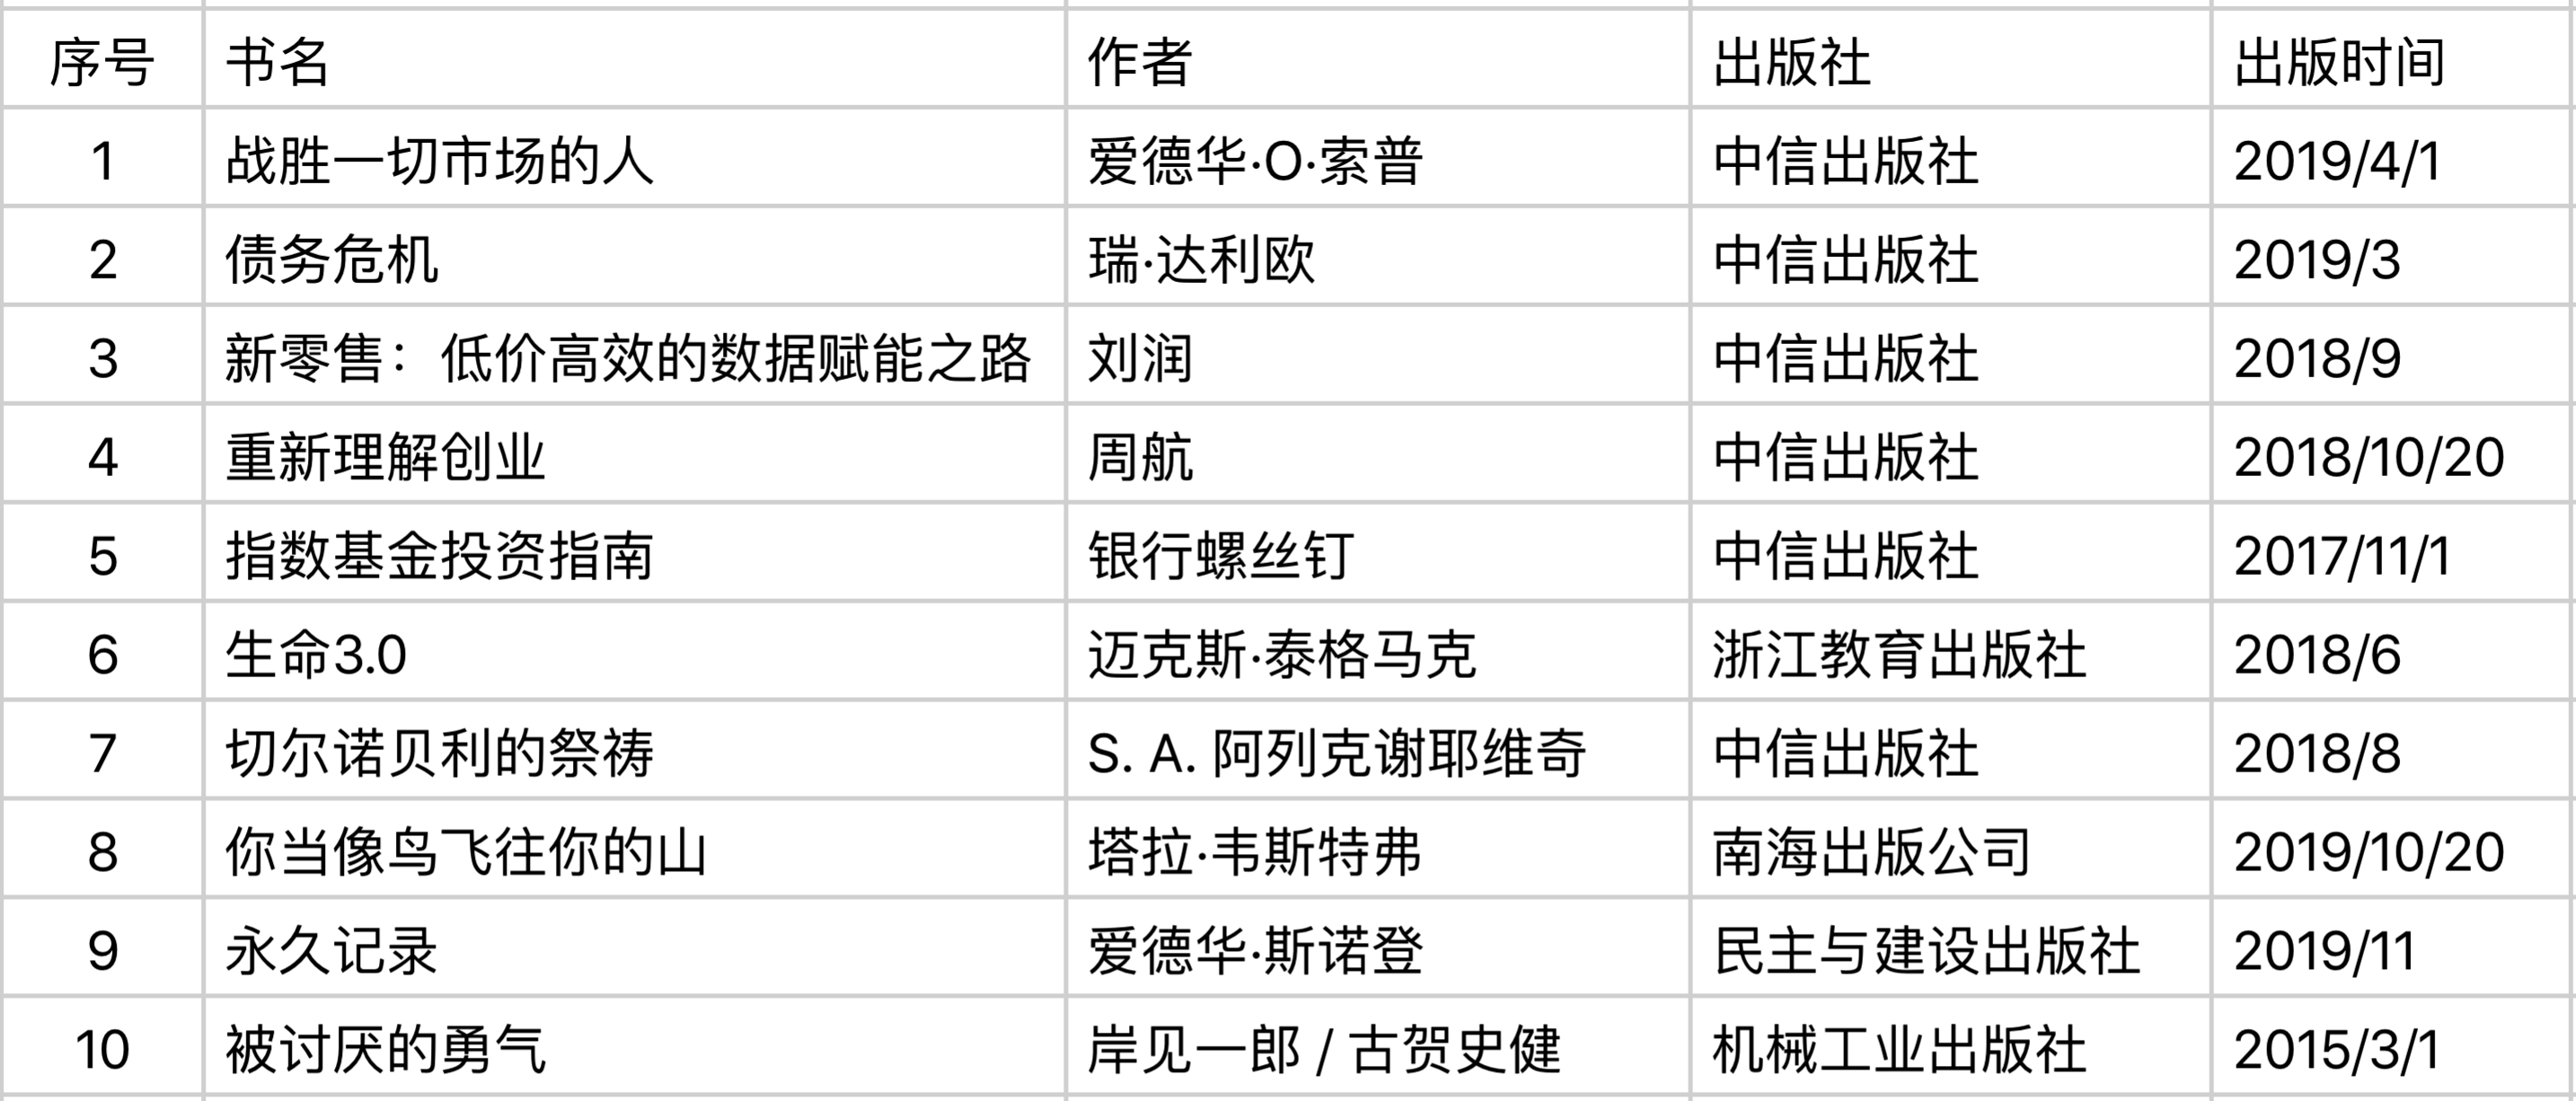 序号 书名 作者 出版社 出版时间
1 战胜一切市场的人 爱德华·O·索普 中信出版社 2019/4/1
2 债务危机 瑞·达利欧 中信出版社 2019/3
3 新零售：低价高效的数据赋能之路 刘润 中信出版社 2018/9
4 重新理解创业 周航 中信出版社 2018/10/20
5 指数基金投资指南 银行螺丝钉 中信出版社 2017/11/1
6 生命3.0 迈克斯·泰格马克 浙江教育出版社 2018/6
7 切尔诺贝利的祭祷 S. A. 阿列克谢耶维奇 中信出版社 2018/8
8 你当像鸟飞往你的山 塔拉·韦斯特弗 南海出版公司 2019/10/20
9 永久记录 爱德华·斯诺登 民主与建设出版社 2019/11
10 被讨厌的勇气 岸见一郎 / 古贺史健 机械工业出版社 2015/3/1